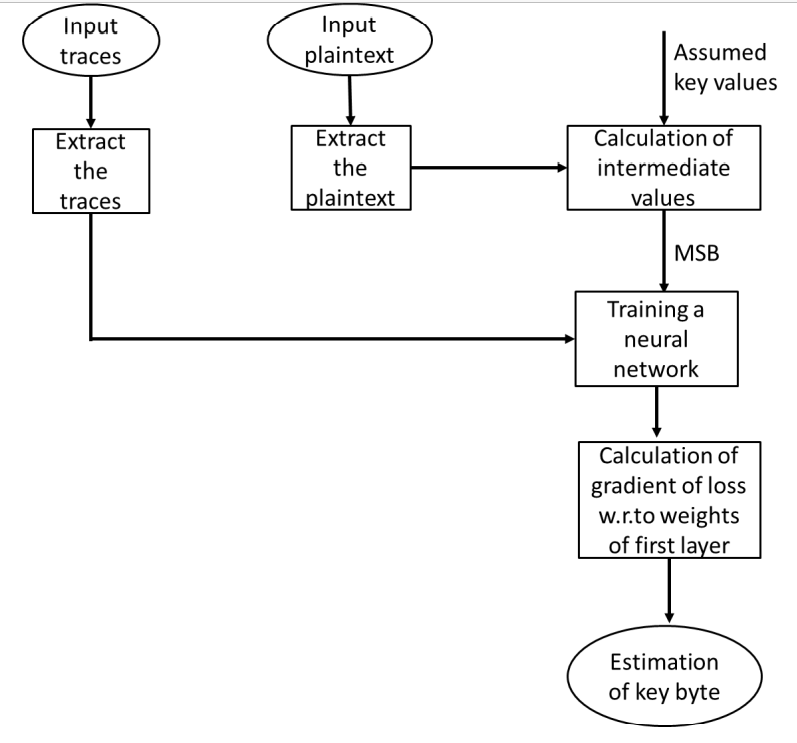 Input
traces
Input
plaintext
Assumed
key values
Extract
the
traces
Extract
the
plaintext
Calculation of
intermediate
values
MSB
Training a
neural
network
Calculation of
gradient of loss
w.r.to weights
of first layer
Estimation
of key byte